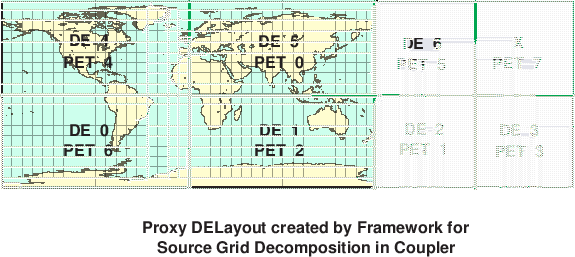 DE 4
PET 4
DE 5
PET 0
DE 6
PET 5
X
PET 7
DE 0
PET 6
DE 1
PET 2
DE 2
PET 1
DE 3
PET 3
Proxy DELayout created by Framework for
Source Grid Decomposition in Coupler